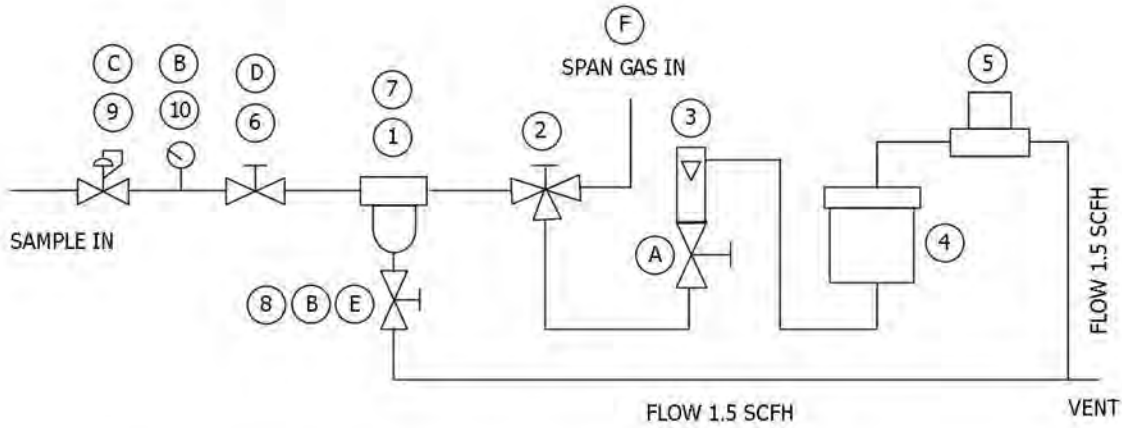 F
SPAN GAS IN
C B D 7 5
9 10 6 1 2 3
SAMPLE IN
A 4
8 B E
FLOW 1.5 SCFH
FLOW 1.5 SCFH
VENT